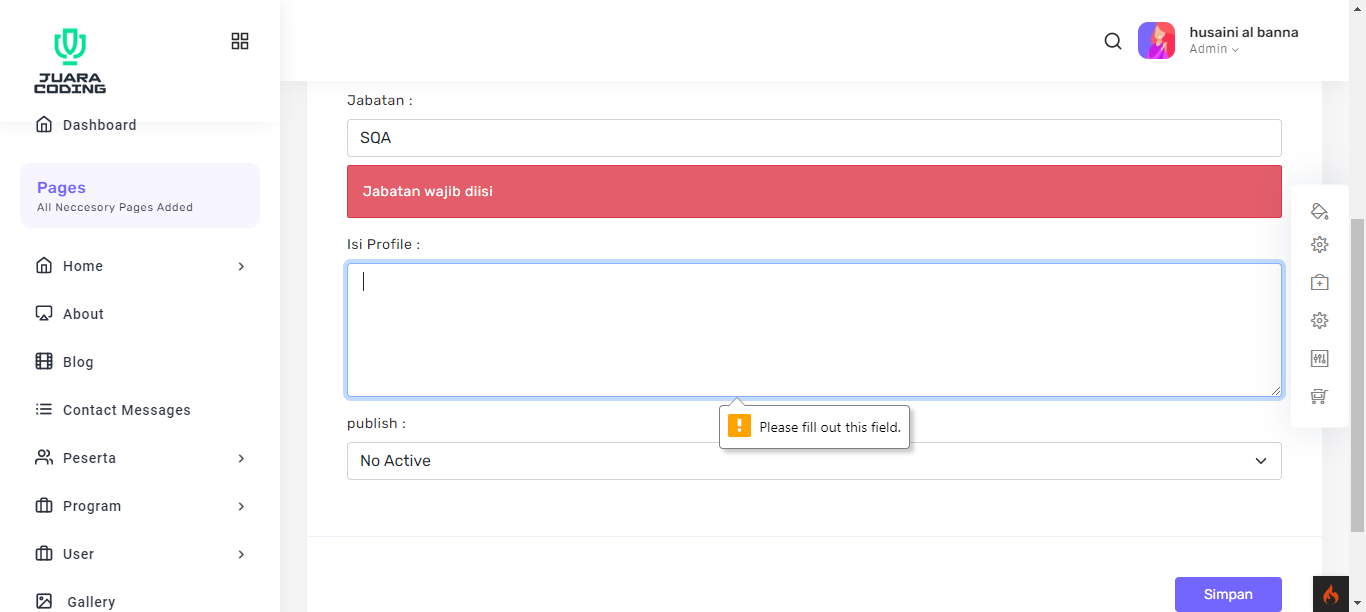 JUARA
CODING
husaini al banna
Admin
Dashboard
Pages
All Neccesory Pages Added
Home
About
Blog
Contact Messages
Peserta
Program
User
Gallery
Jabatan :
SQA
Jabatan wajib diisi
Isi Profile :
Please fill out this field.
publish :
No Active
Simpan